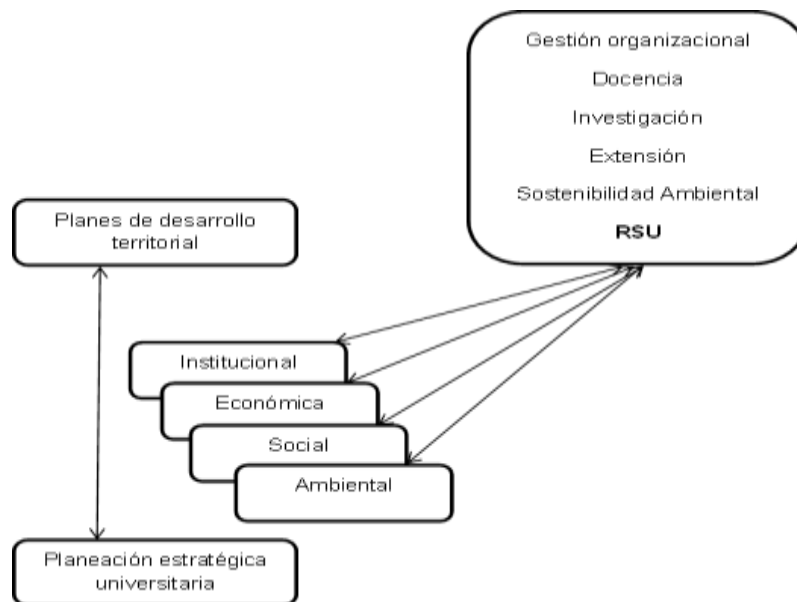 Gestión organizacional
Docencia
Investigación
Extensión
Sostenibilidad Ambiental
RSU
Planes de desarrollo
territorial
Institucional
Económica
Social
Ambiental
Planeación estratégica
universitaria